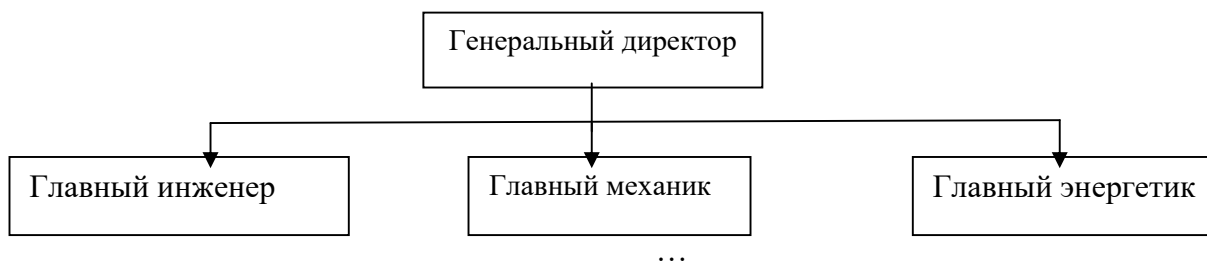 Генеральный директор
Главный инженер
Главный механик
Главный энергетик
…